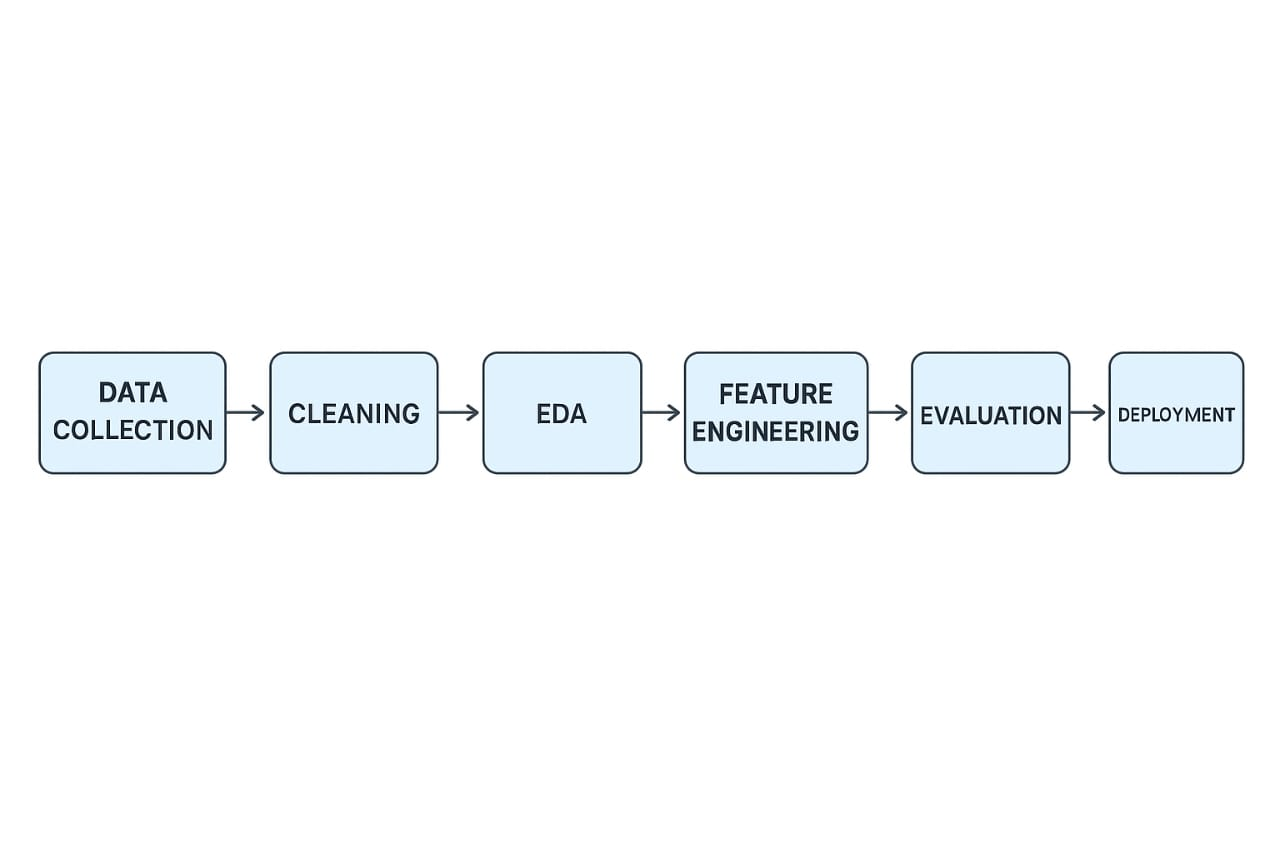 DATA
COLLECTION
CLEANING
EDA
FEATURE
ENGINEERING
EVALUATION
DEPLOYMENT